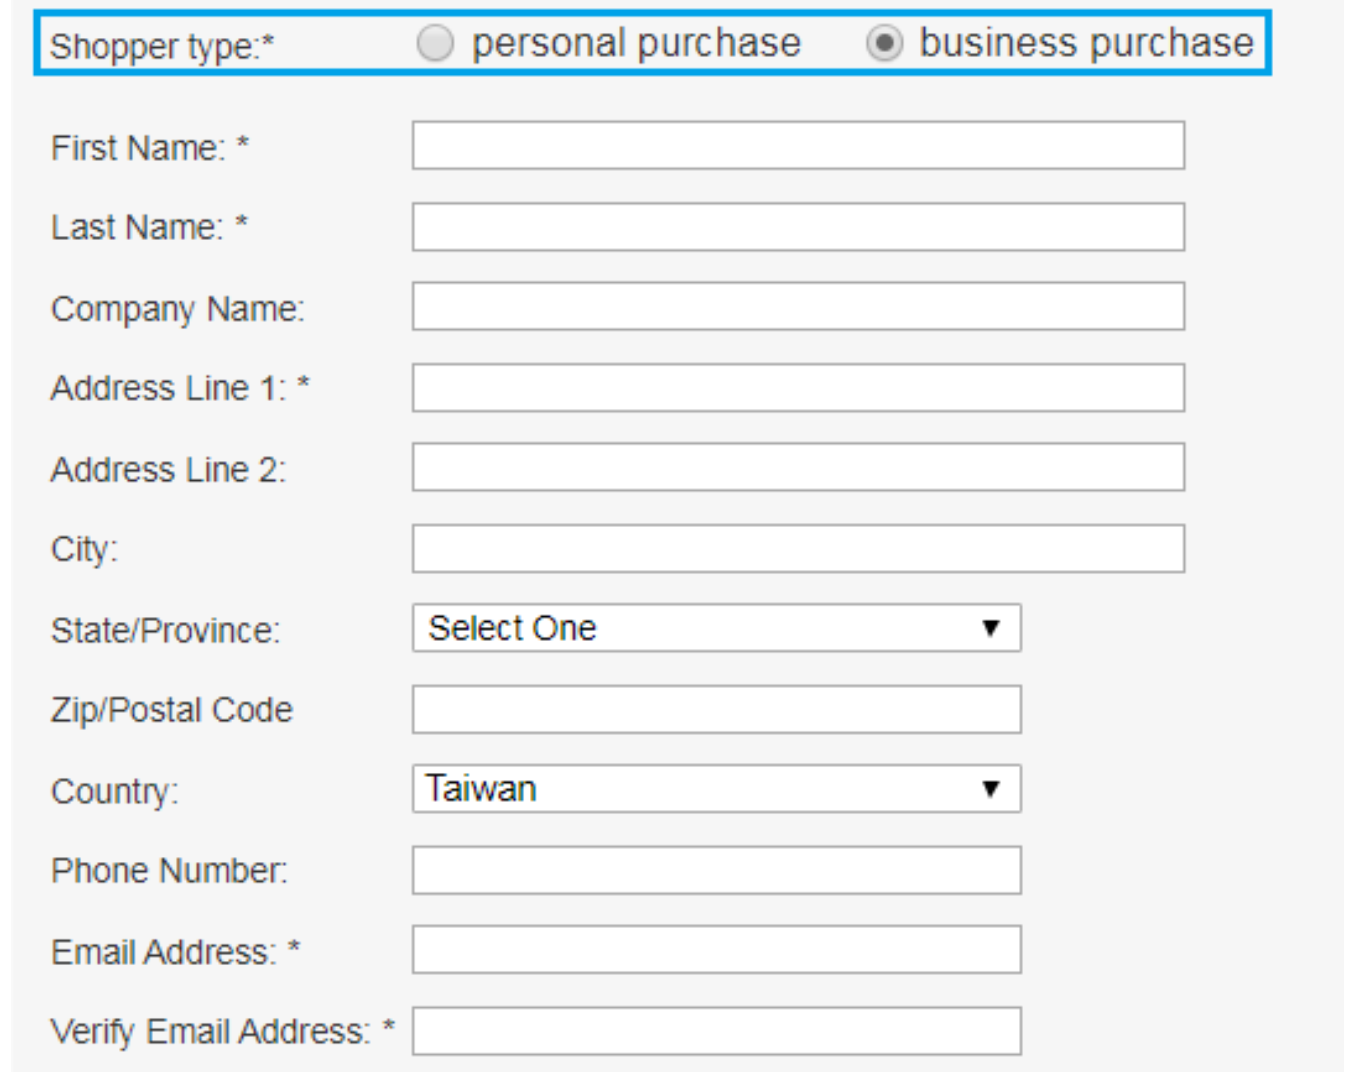 Shopper type:* personal purchase business purchase
First Name: *
Last Name: *
Company Name:
Address Line 1: *
Address Line 2:
City:
State/Province: Select One
Zip/Postal Code
Country: Taiwan
Phone Number:
Email Address: *
Verify Email Address: *